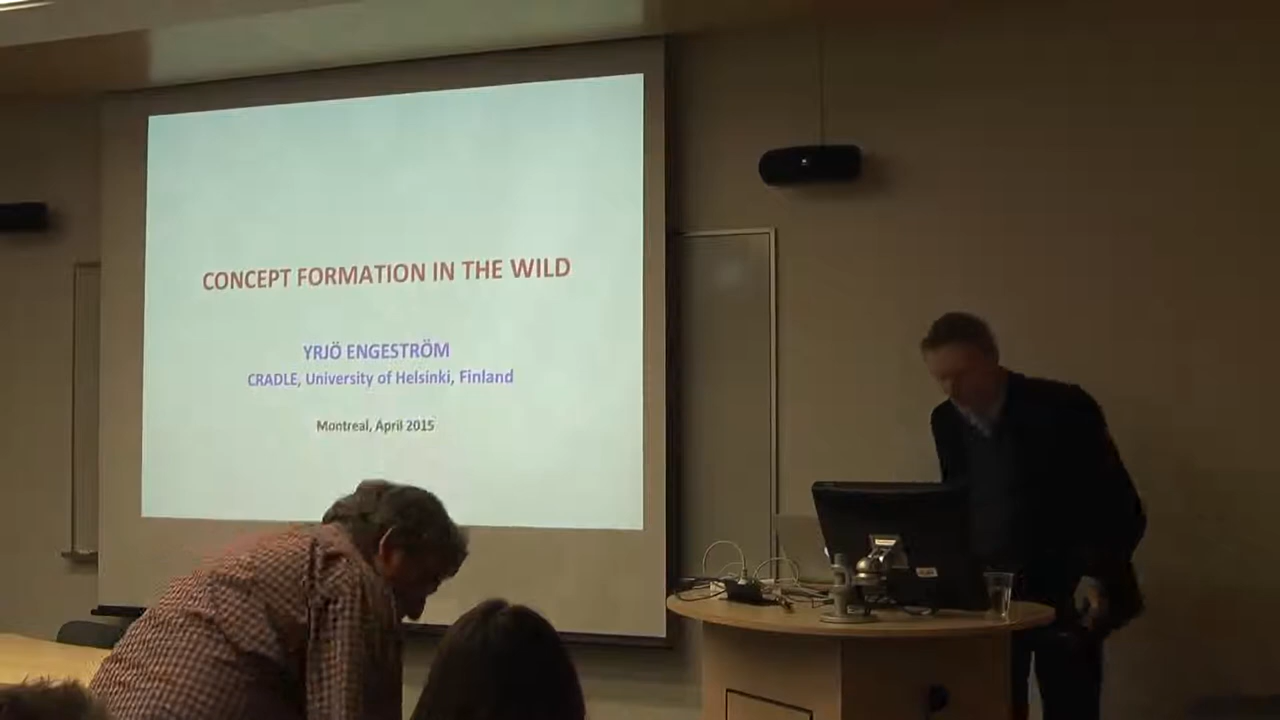 CONCEPT FORMATION IN THE WILD
YRJÖ ENGESTRÖM
CRADLE, University of Helsinki, Finland
Montreal, April 2015